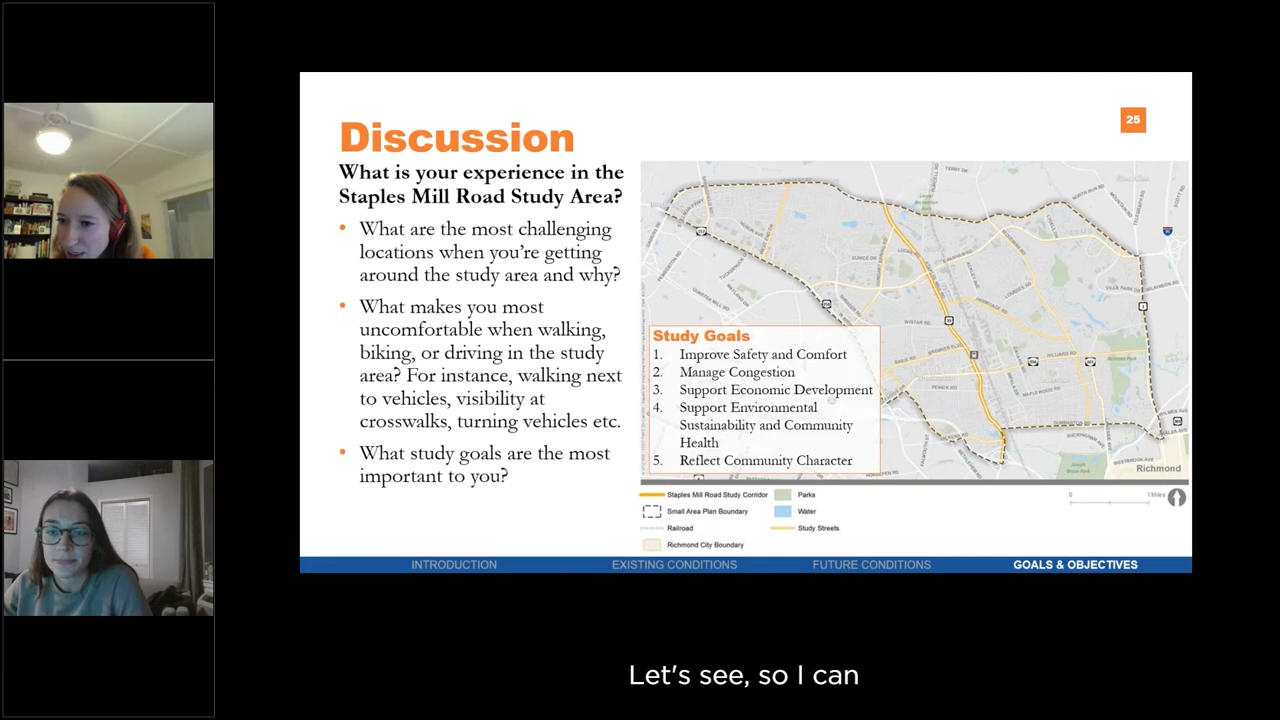 Discussion
25
What is your experience in the
Staples Mill Road Study Area?
• What are the most challenging
locations when you're getting
around the study area and why?
• What makes you most
uncomfortable when walking,
biking, or driving in the study
area? For instance, walking next
to vehicles, visibility at
crosswalks, turning vehicles etc.
• What study goals are the most
important to you?
Study Goals
1. Improve Safety and Comfort
2. Manage Congestion
3. Support Economic Development
4. Support Environmental
Sustainability and Community
Health
5. Reflect Community Character
Richmond
Staples Mill Road Study Corridor
Small Area Plan Boundary
Railroad
Richmond City Boundary
Parks
Water
Study Streets
0 1 Miles
INTRODUCTION
EXISTING CONDITIONS
FUTURE CONDITIONS
GOALS & OBJECTIVES
Let's see, so I can